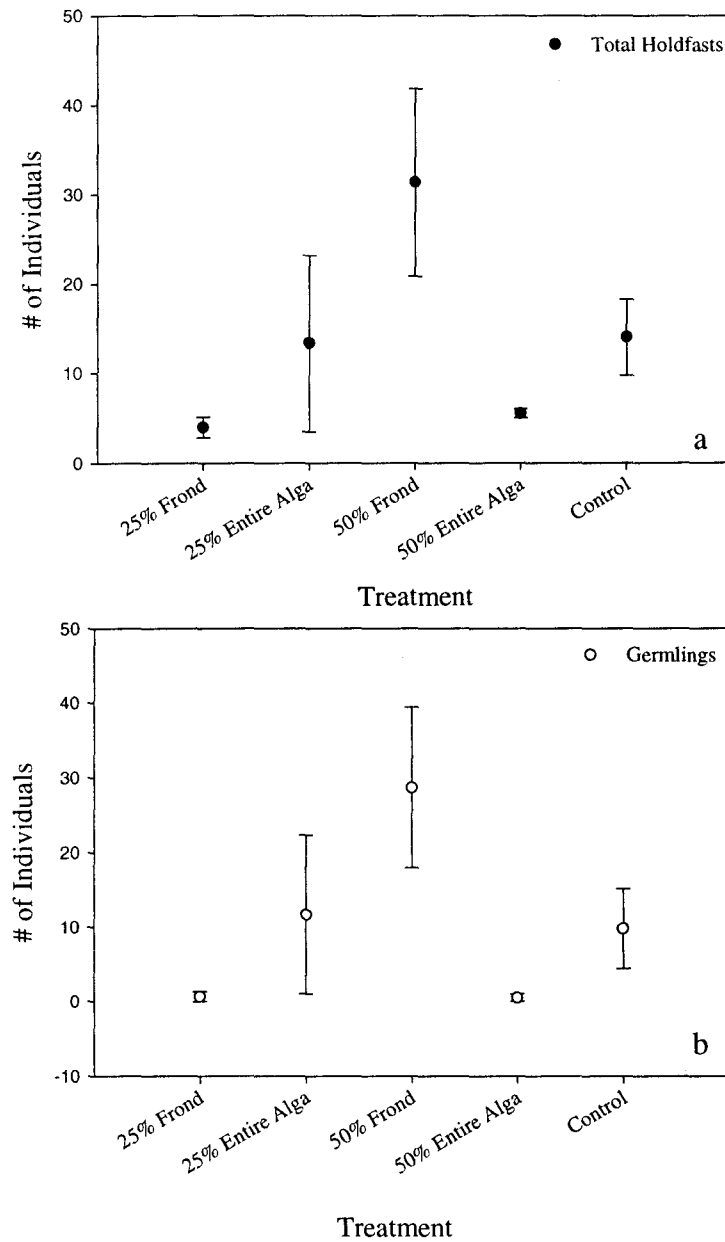 50
Total Holdfasts
40
30
20
10
0
# of Individuals
a
25% Frond
25% Entire Alga
50% Frond
50% Entire Alga
Control
Treatment
50
Germlings
40
30
20
10
0
-10
# of Individuals
b
25% Frond
25% Entire Alga
50% Frond
50% Entire Alga
Control
Treatment